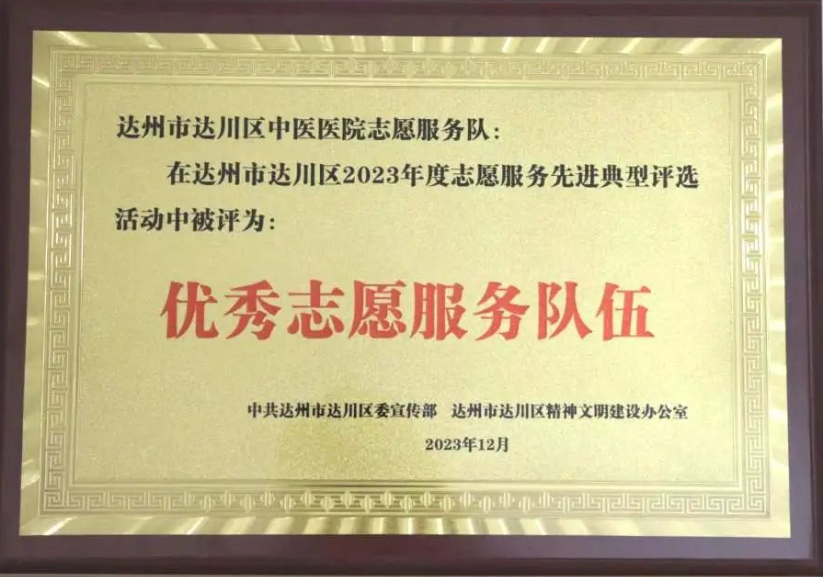 达州市达川区中医医院志愿服务队：
在达州市达川区2023年度志愿服务先进典型评选
活动中被评为：
优秀志愿服务队伍
中共达州市达川区委宣传部 达州市达川区精神文明建设办公室
2023年12月